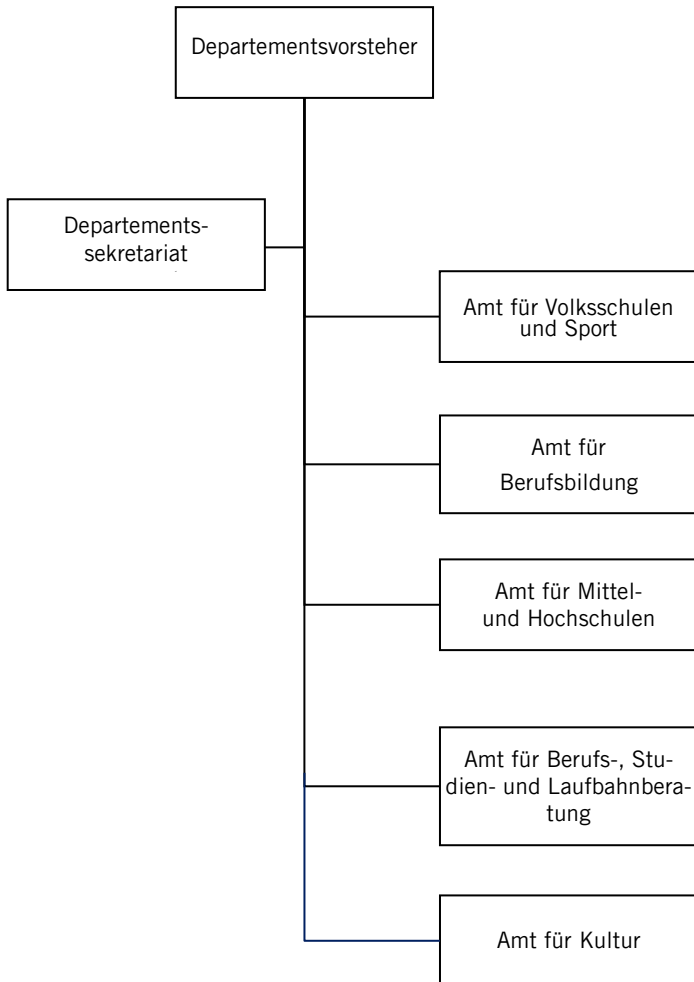 Departementsvorsteher
Departements-
sekretariat
Amt für Volksschulen
und Sport
Amt für
Berufsbildung
Amt für Mittel-
und Hochschulen
Amt für Berufs-, Stu-
dien- und Laufbahnbera-
tung
Amt für Kultur